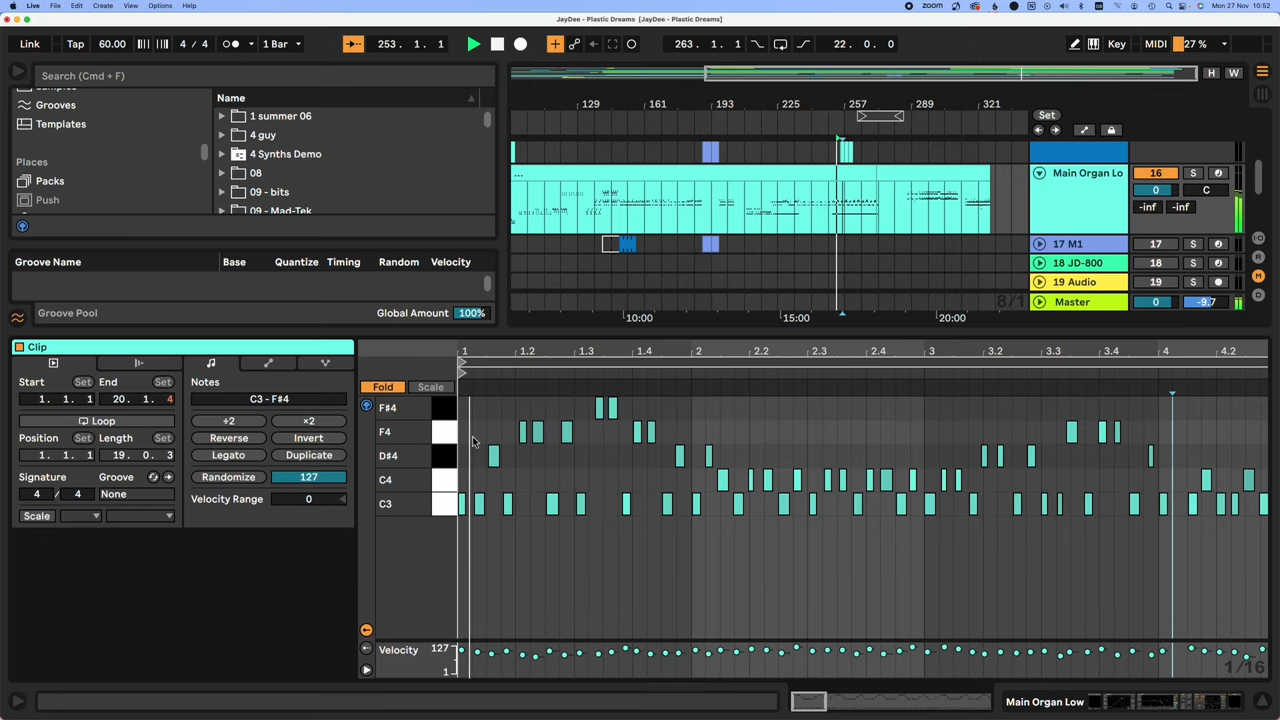 Live File Edit Create View Options Help zoom Mon 27 Nov 10:52
JayDee - Plastic Dreams [JayDee - Plastic Dreams]
Link Tap 60.00 4 / 4 1 Bar 253. 1. 1 263. 1. 1 22. 0. 0 Key MIDI 27 %
Search (Cmd + F) H W
Grooves
Templates
Places
Packs
Push
Name
1 summer 06
4 guy
4 Synths Demo
08
09 - bits
09 - Mad-Tek
129 161 193 225 257 289 321
Set
...
Main Organ Lo 16 S
0 C
-inf -inf
17 M1 17 S
18 JD-800 18 S
19 Audio 19 S
Master 0 -9.7
8/1
10:00 15:00 20:00
Groove Name Base Quantize Timing Random Velocity
Groove Pool Global Amount 100%
Clip
Start Set End Set
1. 1. 1 20. 1. 4
Loop
Position Length
1. 1. 1 19. 0. 3
Signature Groove
4 / 4 None
Scale
Notes
C3 - F#4
÷2 ×2
Reverse Invert
Legato Duplicate
Randomize 127
Velocity Range 0
1 1.2 1.3 1.4 2 2.2 2.3 2.4 3 3.2 3.3 3.4 4 4.2
Fold Scale
F#4
F4
D#4
C4
C3
Velocity 127
1
1/16
Main Organ Low